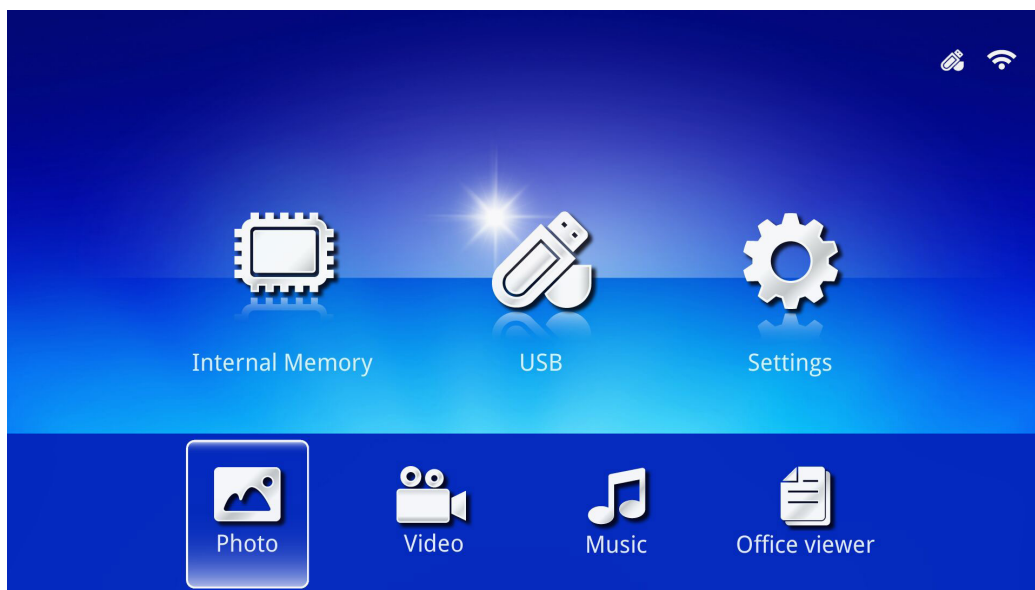 Internal Memory
USB
Settings
Photo
Video
Music
Office viewer